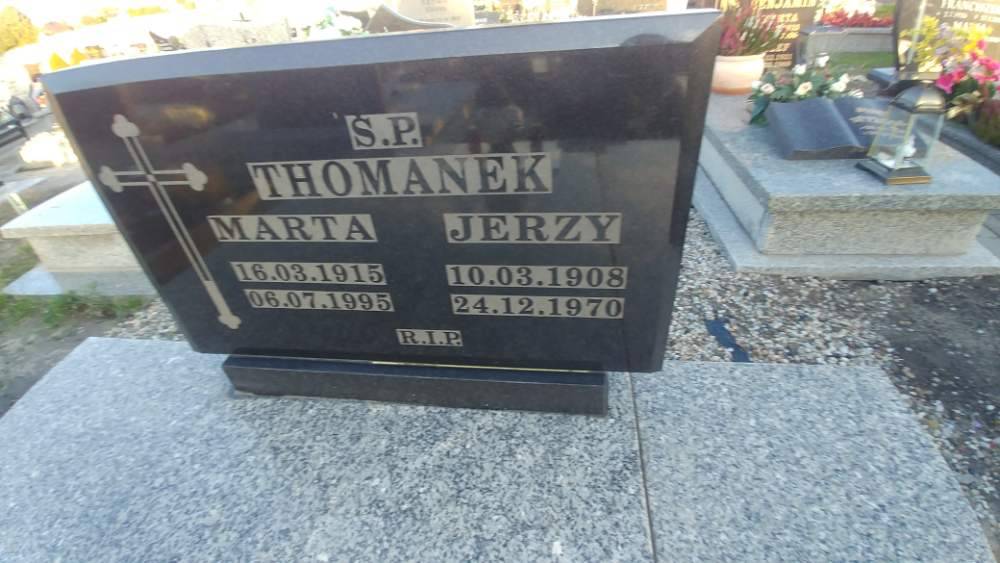 Ś.P.
THOMANEK
MARTA JERZY
16.03.1915 10.03.1908
06.07.1995 24.12.1970
R.I.P.